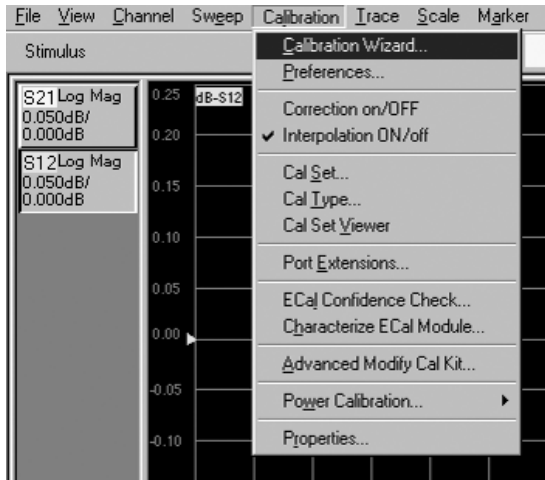 File View Channel Sweep Calibration Trace Scale Marker
Stimulus
Calibration Wizard...
Preferences...
Correction on/OFF
Interpolation ON/off
Cal Set...
Cal Type...
Cal Set Viewer
Port Extensions...
ECal Confidence Check...
Characterize ECal Module...
Advanced Modify Cal Kit...
Power Calibration...
Properties...
S21 Log Mag
0.050dB/
0.000dB
S12 Log Mag
0.050dB/
0.000dB
0.25 dB-S12
0.20
0.15
0.10
0.05
0.00
-0.05
-0.10